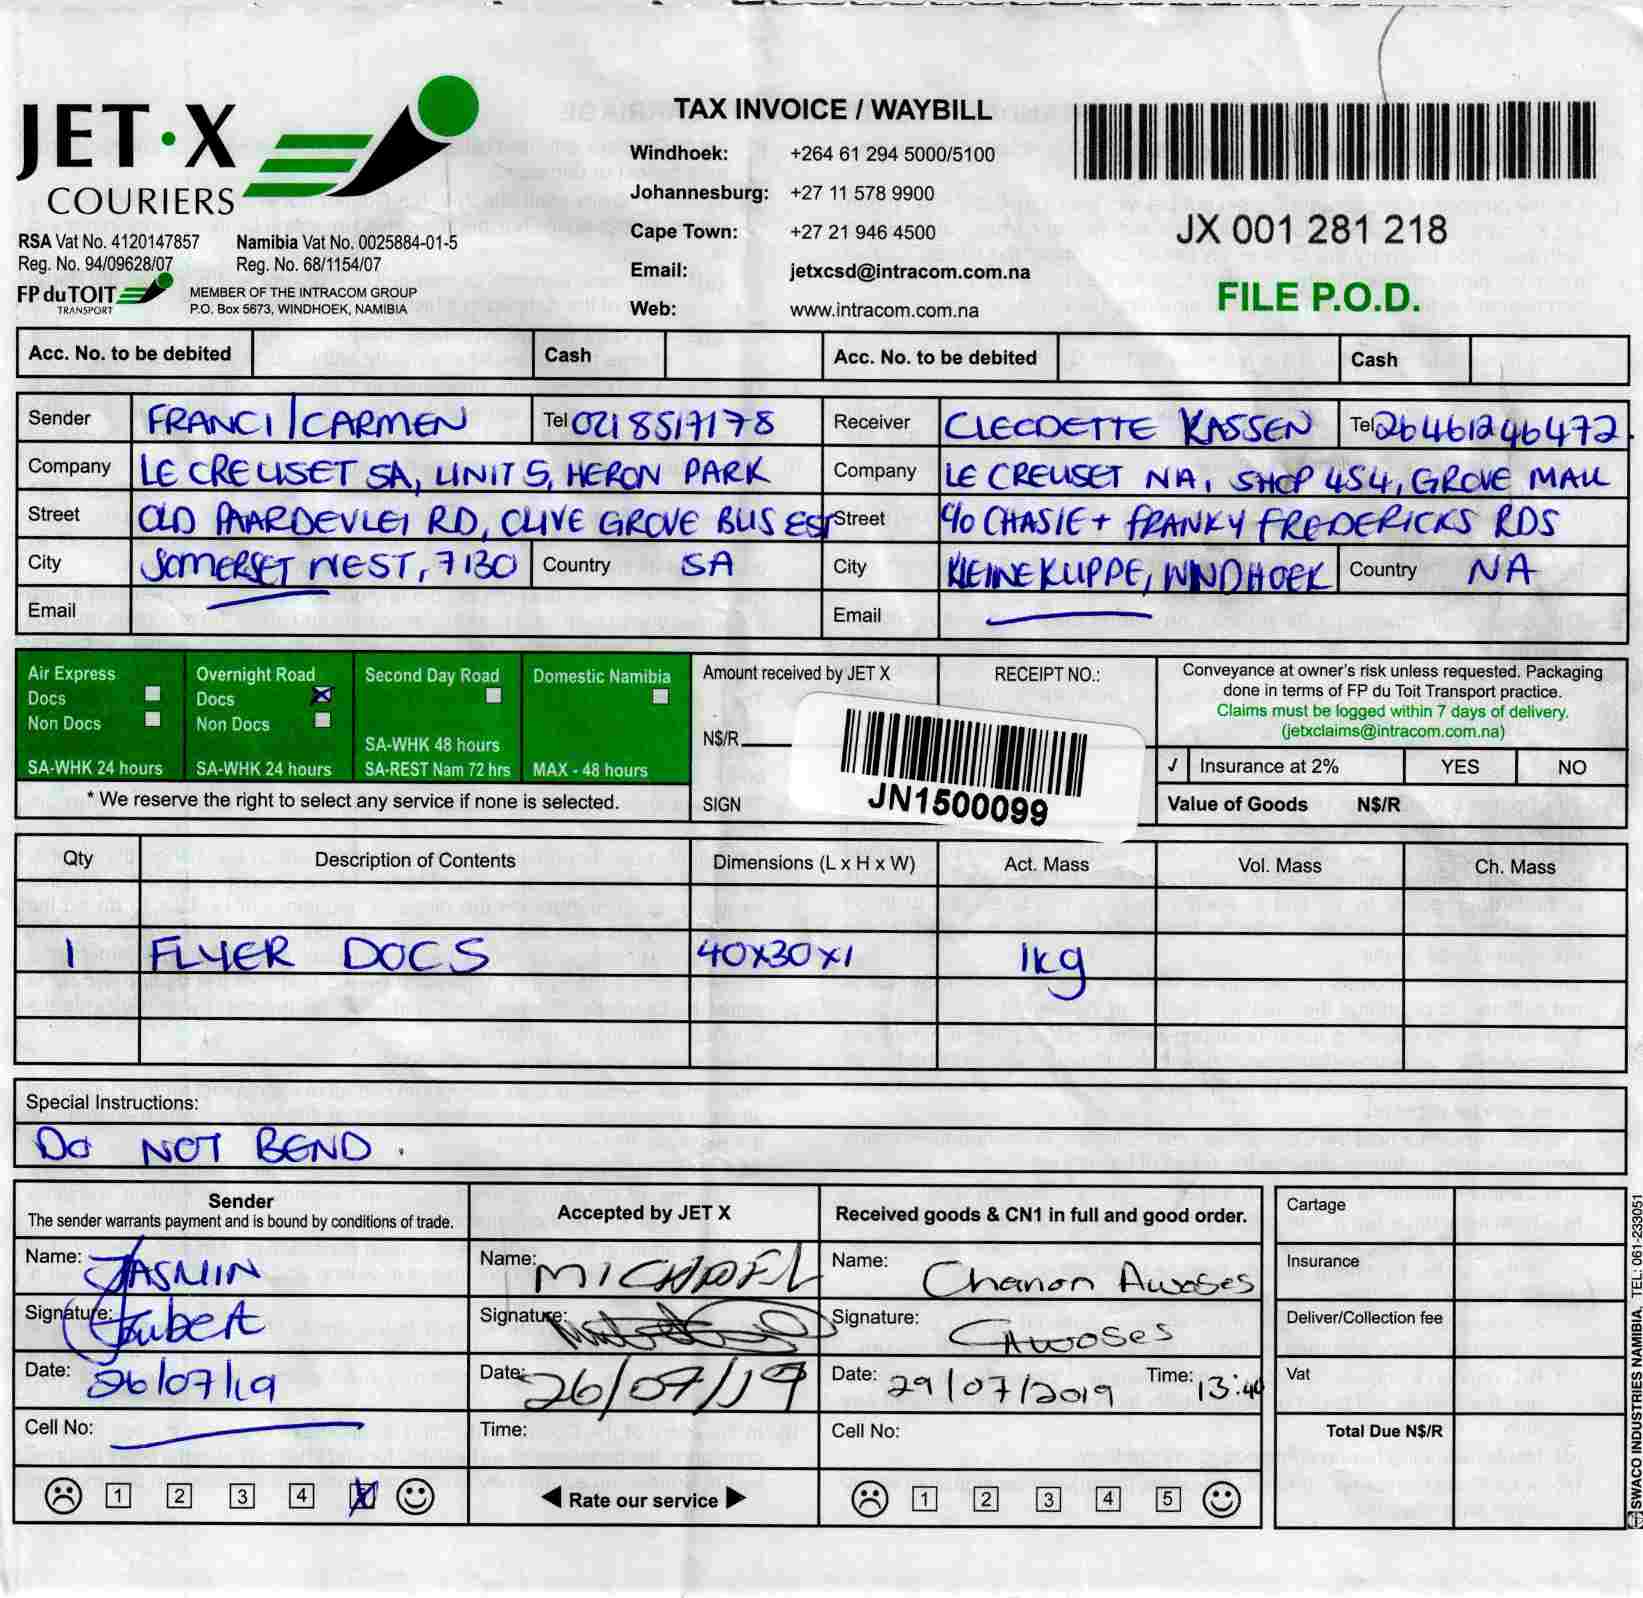 JET·X
COURIERS
RSA Vat No. 4120147857 Namibia Vat No. 0025884-01-5
Reg. No. 94/09628/07 Reg. No. 68/1154/07
FP du TOIT
TRANSPORT
MEMBER OF THE INTRACOM GROUP
P.O. Box 5673, WINDHOEK, NAMIBIA
TAX INVOICE / WAYBILL
Windhoek: +264 61 294 5000/5100
Johannesburg: +27 11 578 9900
Cape Town: +27 21 946 4500
Email: jetxcsd@intracom.com.na
Web: www.intracom.com.na
JX 001 281 218
FILE P.O.D.
Acc. No. to be debited Cash Acc. No. to be debited Cash
Sender FRANCI/CARMEN Tel 0218517178 Receiver CLEODETTE KASSEN Tel 26461246472
Company LE CREUSET SA, UNIT 5, HERON PARK Company LE CREUSET NA, SHOP 454, GROVE MALL
Street OLD PAARDEVLEI RD, OLIVE GROVE BUS EST Street C/O CHASIE + FRANKY FREDERICKS RDS
City SOMERSET WEST, 7130 Country SA City KLEINE KUPPE, WINDHOEK Country NA
Email Email
Air Express
Docs
Non Docs
SA-WHK 24 hours
Overnight Road
Docs
Non Docs
SA-WHK 24 hours
Second Day Road
SA-WHK 48 hours
SA-REST Nam 72 hrs
Domestic Namibia
MAX - 48 hours
* We reserve the right to select any service if none is selected.
Amount received by JET X RECEIPT NO.:
N$/R
SIGN
JN1500099
Conveyance at owner's risk unless requested. Packaging
done in terms of FP du Toit Transport practice.
Claims must be logged within 7 days of delivery.
(jetxclaims@intracom.com.na)
√ Insurance at 2% YES NO
Value of Goods N$/R
Qty Description of Contents Dimensions (L x H x W) Act. Mass Vol. Mass Ch. Mass
1 FLYER DOCS 40x30x1 1kg
Special Instructions:
DO NOT BEND.
Sender
The sender warrants payment and is bound by conditions of trade.
Name: JASMIN
Signature: Joubert
Date: 26/07/19
Cell No:
1 2 3 4 5
Accepted by JET X
Name: MICHAEL
Signature:
Date: 26/07/19
Time:
◀ Rate our service ▶
Received goods & CN1 in full and good order.
Name: Chanon Awoses
Signature: CAwoses
Date: 29/07/2019 Time: 13:40
Cell No:
1 2 3 4 5
Cartage
Insurance
Deliver/Collection fee
Vat
Total Due N$/R
SWACO INDUSTRIES NAMIBIA TEL: 061-233051